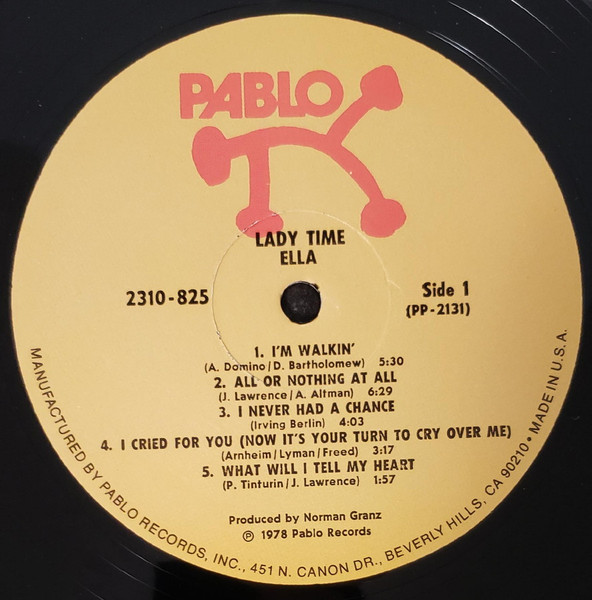 PABLO
LADY TIME
ELLA
2310-825
Side 1
(PP-2131)
1. I'M WALKIN'
(A. Domino/D. Bartholomew) 5:30
2. ALL OR NOTHING AT ALL
(J. Lawrence/A. Altman) 6:29
3. I NEVER HAD A CHANCE
(Irving Berlin) 4:03
4. I CRIED FOR YOU (NOW IT'S YOUR TURN TO CRY OVER ME)
(Arnheim/Lyman/Freed) 3:17
5. WHAT WILL I TELL MY HEART
(P. Tinturin/J. Lawrence) 1:57
Produced by Norman Granz
℗ 1978 Pablo Records
MANUFACTURED BY PABLO RECORDS, INC., 451 N. CANON DR., BEVERLY HILLS, CA 90210 • MADE IN U.S.A.